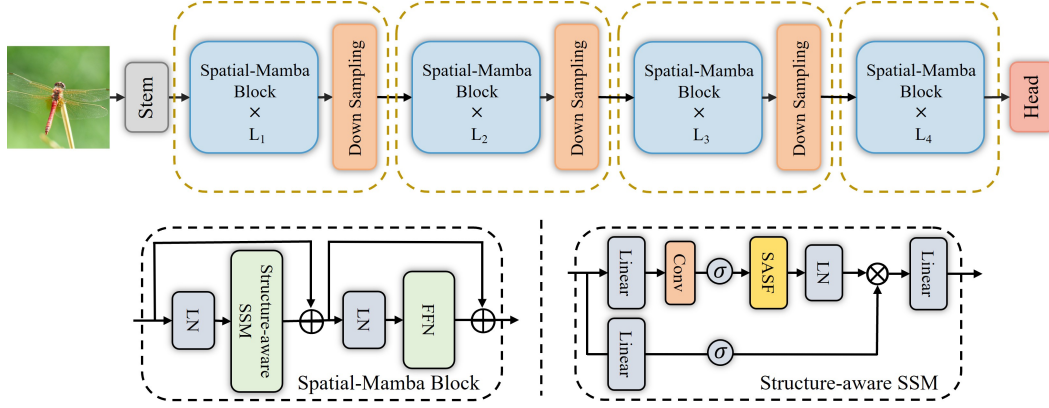 Stem
Spatial-Mamba
Block
×
L₁
Down Sampling
Spatial-Mamba
Block
×
L₂
Down Sampling
Spatial-Mamba
Block
×
L₃
Down Sampling
Spatial-Mamba
Block
×
L₄
Head
LN
Structure-aware
SSM
LN
FFN
Spatial-Mamba Block
Linear
Conv
σ
SASF
LN
Linear
Linear
σ
Structure-aware SSM